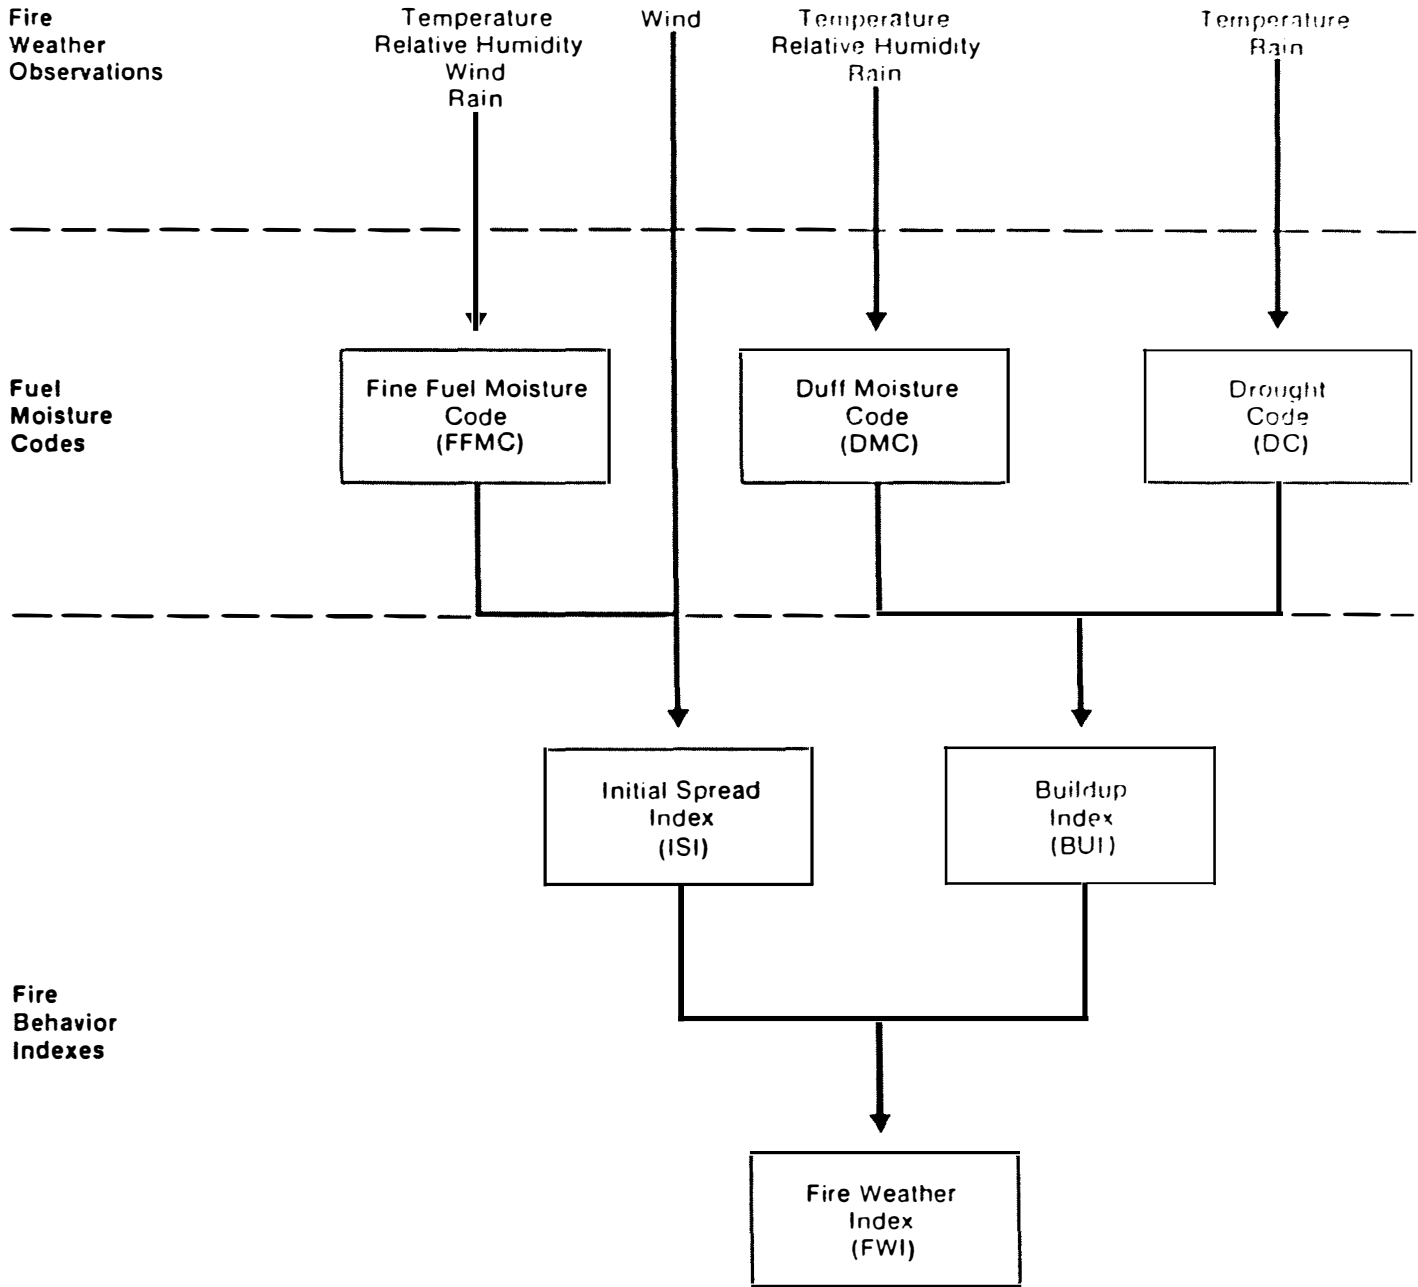 Fire
Weather
Observations
Temperature
Relative Humidity
Wind
Rain
Wind
Temperature
Relative Humidity
Rain
Temperature
Rain
Fuel
Moisture
Codes
Fine Fuel Moisture
Code
(FFMC)
Duff Moisture
Code
(DMC)
Drought
Code
(DC)
Initial Spread
Index
(ISI)
Buildup
Index
(BUI)
Fire
Behavior
Indexes
Fire Weather
Index
(FWI)